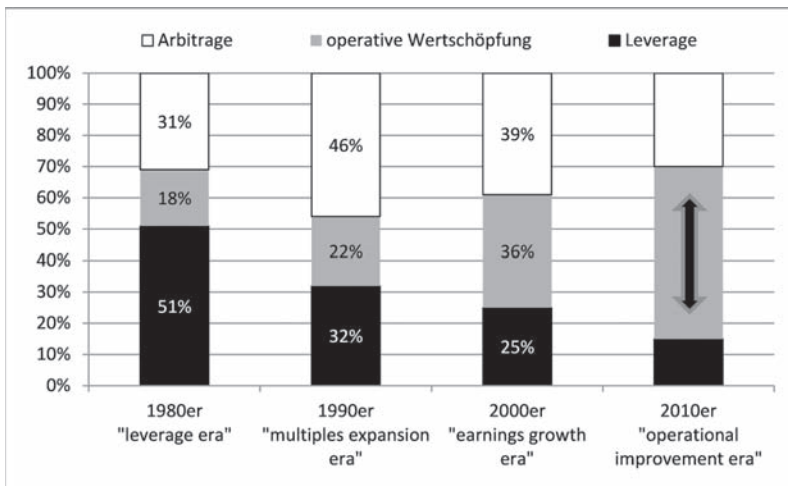 Arbitrage
operative Wertschöpfung
Leverage
100%
90%
80%
70%
60%
50%
40%
30%
20%
10%
0%
31%
18%
51%
46%
22%
32%
39%
36%
25%
1980er
"leverage era"
1990er
"multiples expansion
era"
2000er
"earnings growth
era"
2010er
"operational
improvement era"